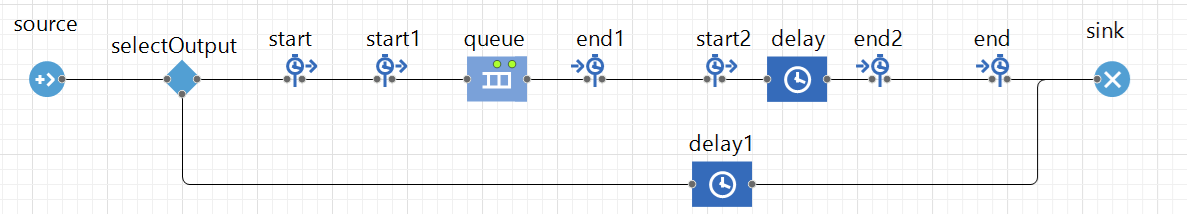 source
selectOutput
start
start1
queue
end1
start2
delay
end2
end
sink
delay1